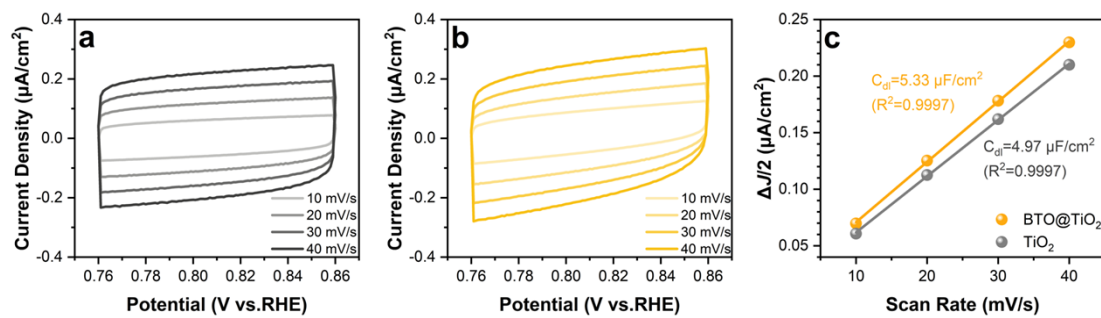 a
Current Density (µA/cm²)
0.4
0.2
0.0
-0.2
-0.4
0.76 0.78 0.80 0.82 0.84 0.86
Potential (V vs.RHE)
10 mV/s
20 mV/s
30 mV/s
40 mV/s
b
Current Density (µA/cm²)
0.4
0.2
0.0
-0.2
-0.4
0.76 0.78 0.80 0.82 0.84 0.86
Potential (V vs.RHE)
10 mV/s
20 mV/s
30 mV/s
40 mV/s
c
ΔJ/2 (µA/cm²)
0.25
0.20
0.15
0.10
0.05
10 20 30 40
Scan Rate (mV/s)
C_dl=5.33 µF/cm²
(R²=0.9997)
C_dl=4.97 µF/cm²
(R²=0.9997)
BTO@TiO₂
TiO₂